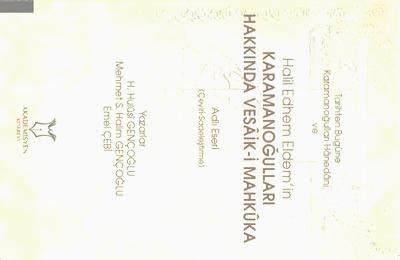 Tarihten Bugüne
Karamanoğulları Hânedânı
ve
Halil Edhem Eldem'in
KARAMANOĞULLARI
HAKKINDA VESÂİK-İ MAHKÛKA
Adlı Eseri
(Çeviri-Sadeleştirme)
Yazarlar
H. Hulûsî GENÇOĞLU
Mehmet S. Halim GENÇOĞLU
Emel ÇEBİ
AKADEMİSYEN
KİTABEVİ